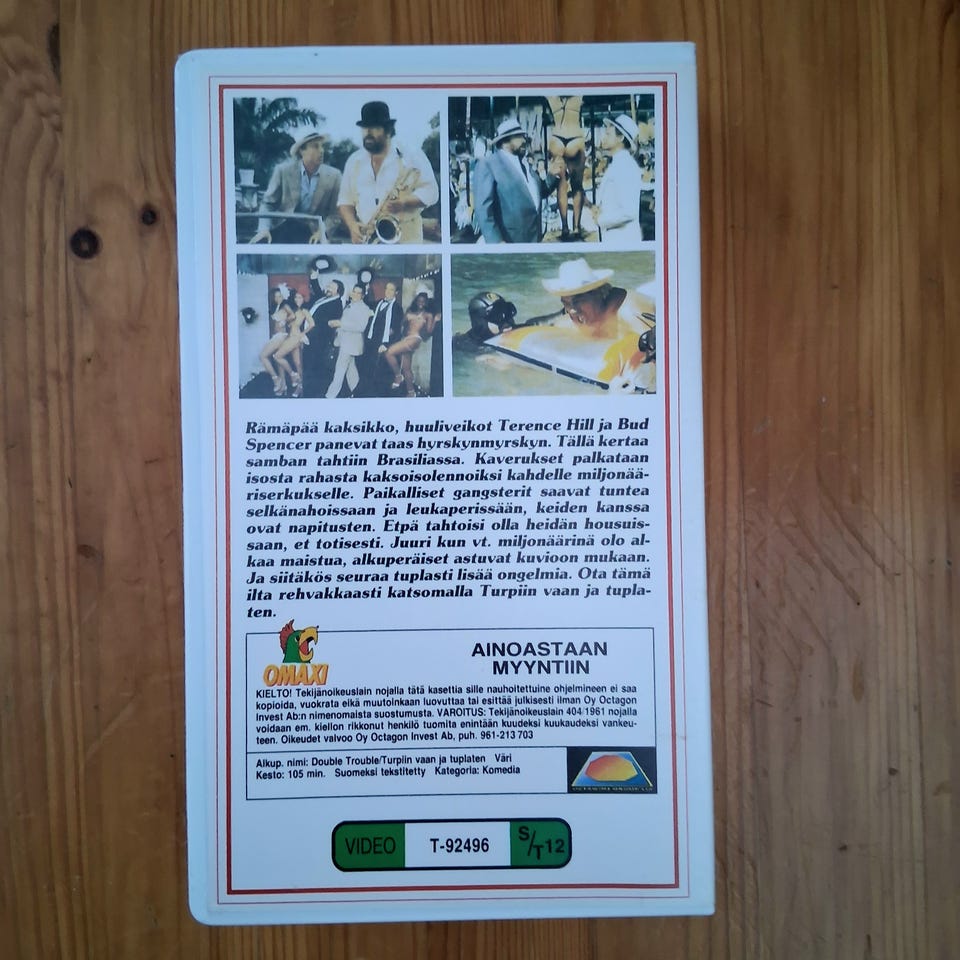 Rämäpää kaksikko, huuliveikot Terence Hill ja Bud
Spencer panevat taas hyrskynmyrskyn. Tällä kertaa
samban tahtiin Brasiliassa. Kaverukset palkataan
isosta rahasta kaksoisolennoiksi kahdelle miljonää-
riserkukselle. Paikalliset gangsterit saavat tuntea
selkänahoissaan ja leukaperissään, keiden kanssa
ovat napitusten. Etpä tahtoisi olla heidän housuis-
saan, et totisesti. Juuri kun vt. miljonäärinä olo al-
kaa maistua, alkuperäiset astuvat kuvioon mukaan.
Ja siitäkös seuraa tuplasti lisää ongelmia. Ota tämä
ilta rehvakkaasti katsomalla Turpiin vaan ja tupla-
ten.
OMAXI
AINOASTAAN
MYYNTIIN
KIELTO! Tekijänoikeuslain nojalla tätä kasettia sille nauhoitettuine ohjelmineen ei saa
kopioida, vuokrata eikä muutoinkaan luovuttaa tai esittää julkisesti ilman Oy Octagon
Invest Ab:n nimenomaista suostumusta. VAROITUS: Tekijänoikeuslain 404/1961 nojalla
voidaan em. kiellon rikkonut henkilö tuomita enintään kuudeksi kuukaudeksi vankeu-
teen. Oikeudet valvoo Oy Octagon Invest Ab, puh. 961-213 703
Alkup. nimi: Double Trouble/Turpiin vaan ja tuplaten Väri
Kesto: 105 min. Suomeksi tekstitetty Kategoria: Komedia
VIDEO T-92496 S/T12